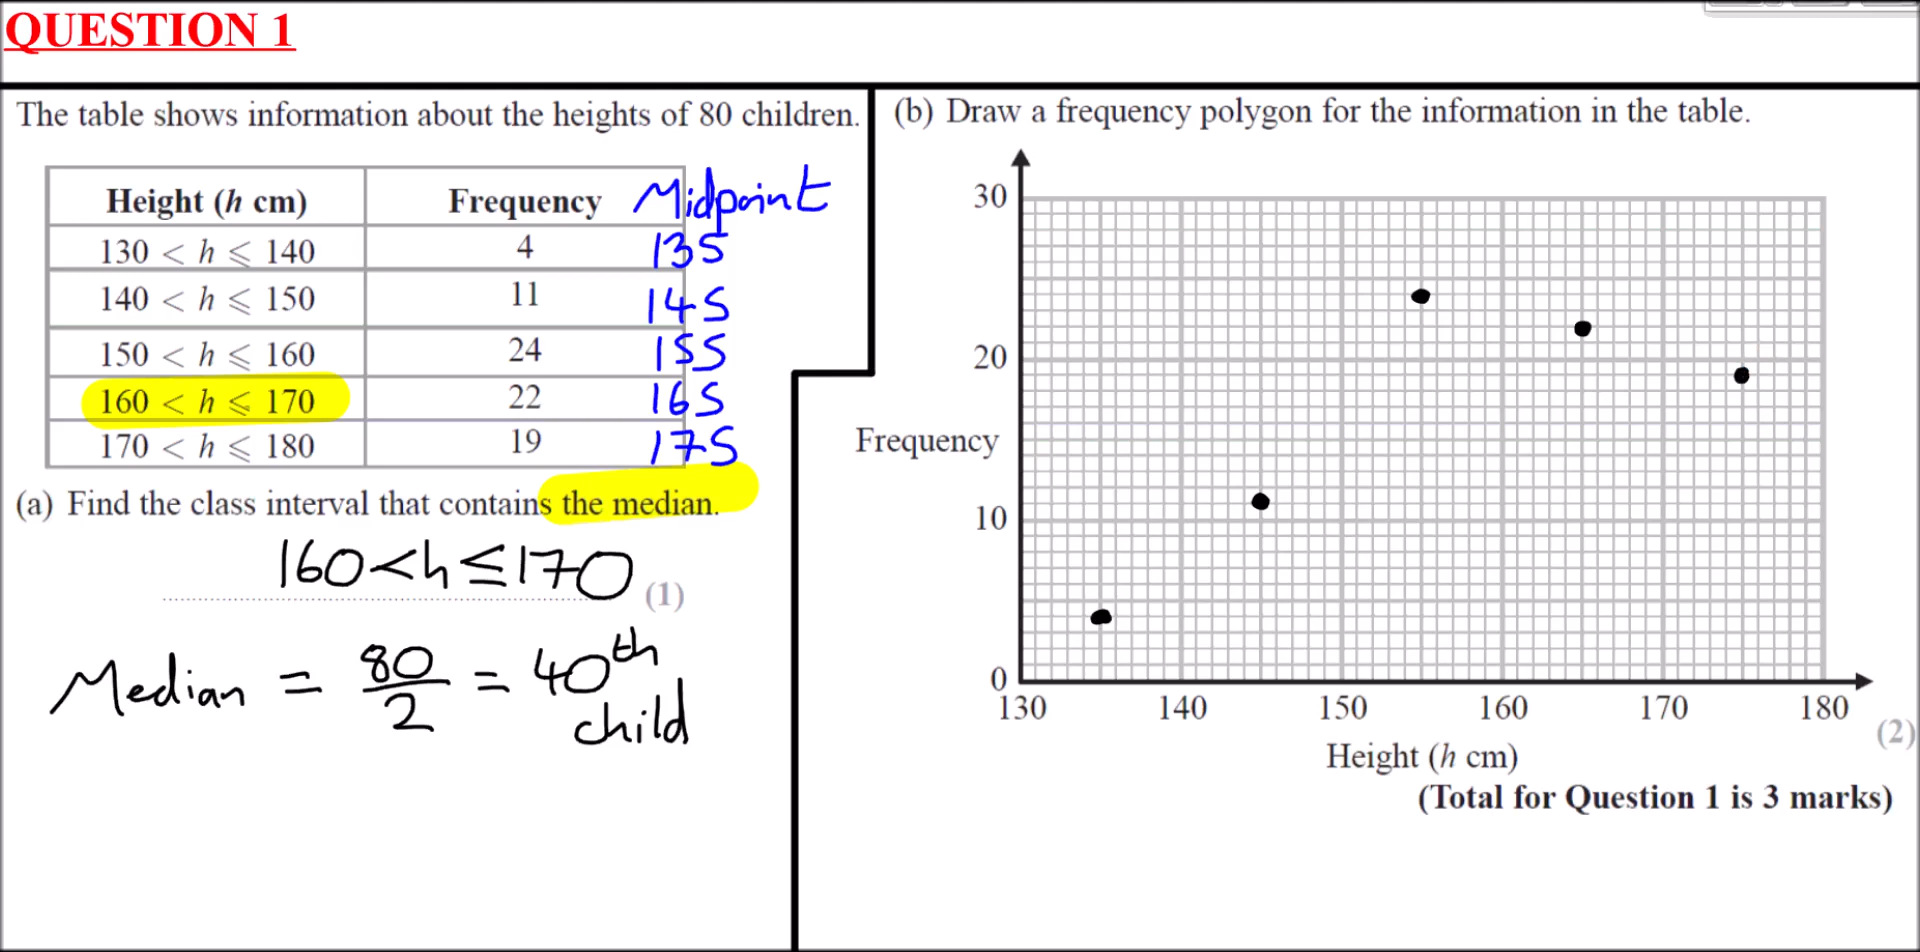 QUESTION 1
The table shows information about the heights of 80 children.
Height (h cm) Frequency Midpoint
130 < h ⩽ 140 4 135
140 < h ⩽ 150 11 145
150 < h ⩽ 160 24 155
160 < h ⩽ 170 22 165
170 < h ⩽ 180 19 175
(a) Find the class interval that contains the median.
160<h≤170
(1)
Median = 80/2 = 40th
child
(b) Draw a frequency polygon for the information in the table.
30
20
Frequency
10
0
130 140 150 160 170 180
(2)
Height (h cm)
(Total for Question 1 is 3 marks)